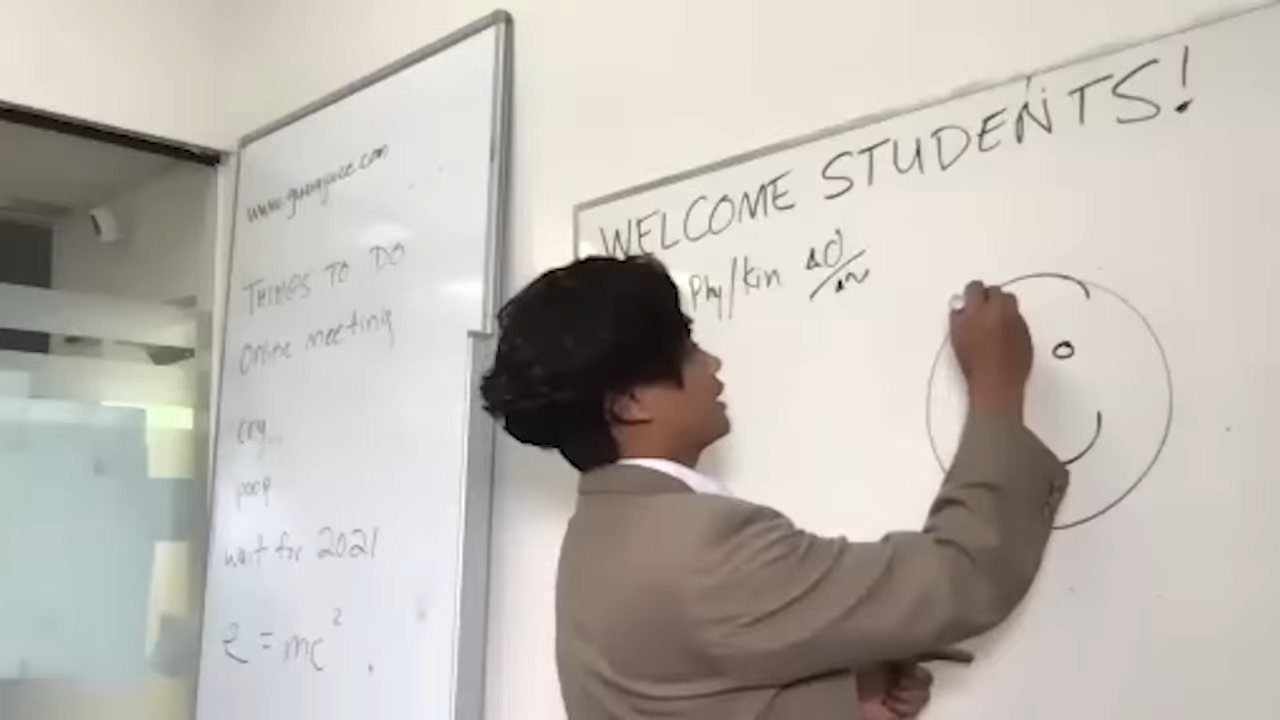 THINGS TO DO
online meeting
cry
poop
wait for 2021
e = mc²
WELCOME STUDENTS!
Phy/Kin